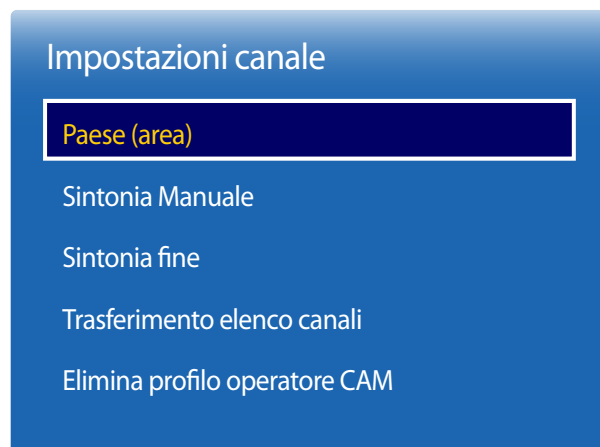 Impostazioni canale
Paese (area)
Sintonia Manuale
Sintonia fine
Trasferimento elenco canali
Elimina profilo operatore CAM